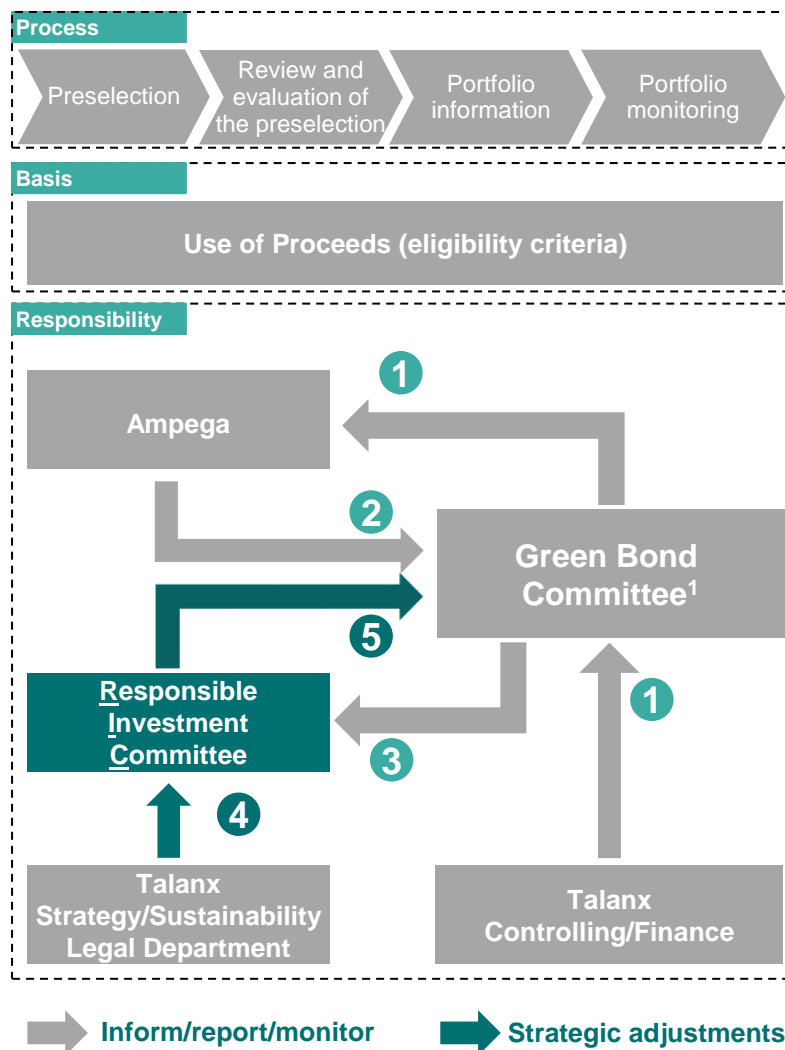 Process
Preselection
Review and
evaluation of
the preselection
Portfolio
information
Portfolio
monitoring
Basis
Use of Proceeds (eligibility criteria)
Responsibility
1
Ampega
2
Green Bond
Committee¹
5
Responsible
Investment
Committee
1
3
4
Talanx
Strategy/Sustainability
Legal Department
Talanx
Controlling/Finance
Inform/report/monitor
Strategic adjustments